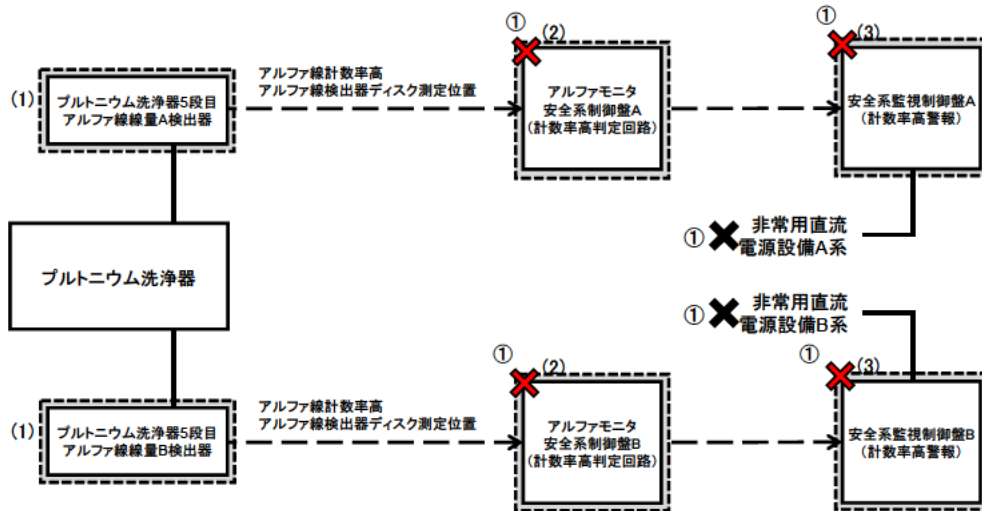 ①
(2)
①
(3)
(1)
プルトニウム洗浄器5段目
アルファ線線量A検出器
アルファ線計数率高
アルファ線検出器ディスク測定位置
アルファモニタ
安全系制御盤A
(計数率高判定回路)
安全系監視制御盤A
(計数率高警報)
①
非常用直流
電源設備A系
プルトニウム洗浄器
①
非常用直流
電源設備B系
①
(2)
①
(3)
(1)
プルトニウム洗浄器5段目
アルファ線線量B検出器
アルファ線計数率高
アルファ線検出器ディスク測定位置
アルファモニタ
安全系制御盤B
(計数率高判定回路)
安全系監視制御盤B
(計数率高警報)